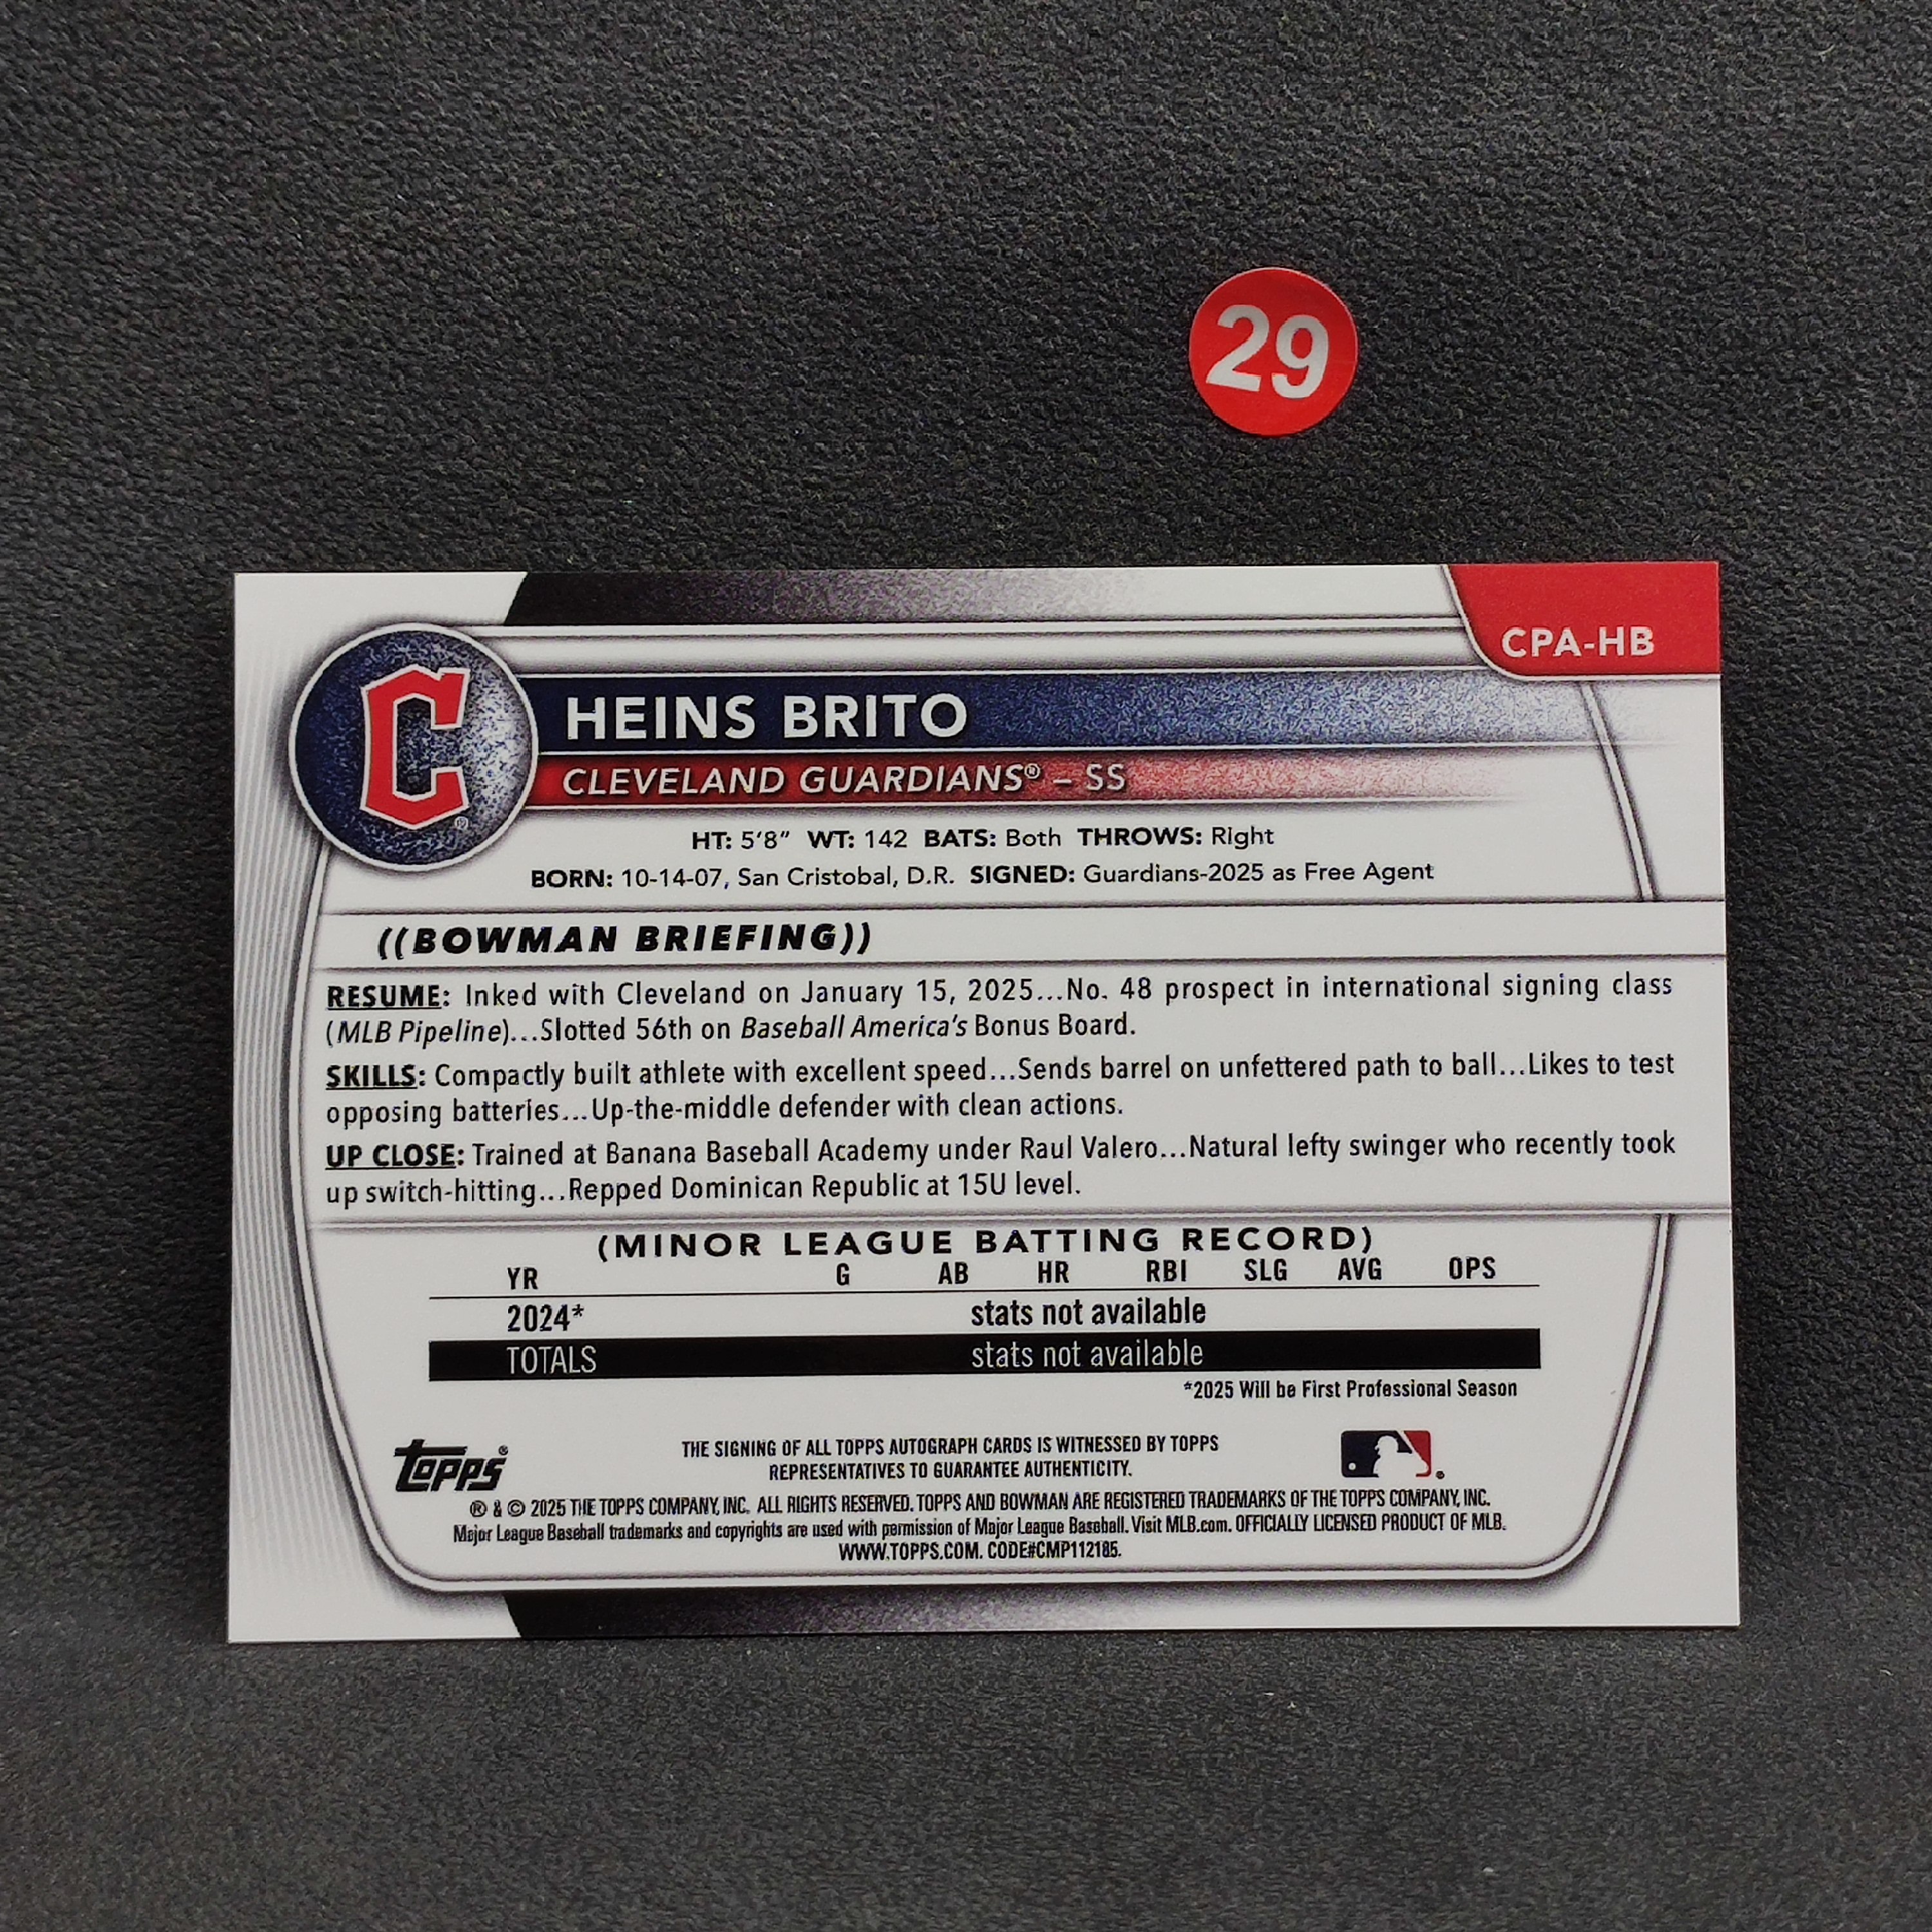 29
CPA-HB
C
HEINS BRITO
CLEVELAND GUARDIANS® – SS
HT: 5'8" WT: 142 BATS: Both THROWS: Right
BORN: 10-14-07, San Cristobal, D.R. SIGNED: Guardians-2025 as Free Agent
((BOWMAN BRIEFING))
RESUME: Inked with Cleveland on January 15, 2025...No. 48 prospect in international signing class
(MLB Pipeline)...Slotted 56th on Baseball America's Bonus Board.
SKILLS: Compactly built athlete with excellent speed...Sends barrel on unfettered path to ball...Likes to test
opposing batteries...Up-the-middle defender with clean actions.
UP CLOSE: Trained at Banana Baseball Academy under Raul Valero...Natural lefty swinger who recently took
up switch-hitting...Repped Dominican Republic at 15U level.
(MINOR LEAGUE BATTING RECORD)
YR G AB HR RBI SLG AVG OPS
2024* stats not available
TOTALS stats not available
*2025 Will be First Professional Season
topps®
THE SIGNING OF ALL TOPPS AUTOGRAPH CARDS IS WITNESSED BY TOPPS
REPRESENTATIVES TO GUARANTEE AUTHENTICITY.
® & © 2025 THE TOPPS COMPANY, INC. ALL RIGHTS RESERVED. TOPPS AND BOWMAN ARE REGISTERED TRADEMARKS OF THE TOPPS COMPANY, INC.
Major League Baseball trademarks and copyrights are used with permission of Major League Baseball. Visit MLB.com. OFFICIALLY LICENSED PRODUCT OF MLB.
WWW.TOPPS.COM. CODE#CMP112185.